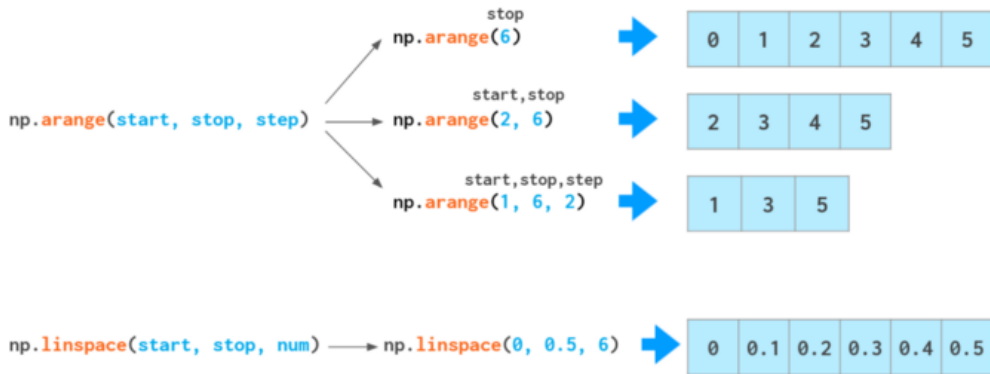 stop
np.arange(6)
0 1 2 3 4 5
np.arange(start, stop, step)
start,stop
np.arange(2, 6)
2 3 4 5
start,stop,step
np.arange(1, 6, 2)
1 3 5
np.linspace(start, stop, num)
np.linspace(0, 0.5, 6)
0 0.1 0.2 0.3 0.4 0.5